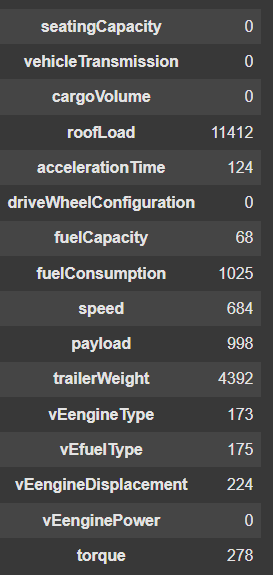 seatingCapacity 0
vehicleTransmission 0
cargoVolume 0
roofLoad 11412
accelerationTime 124
driveWheelConfiguration 0
fuelCapacity 68
fuelConsumption 1025
speed 684
payload 998
trailerWeight 4392
vEengineType 173
vEfuelType 175
vEengineDisplacement 224
vEenginePower 0
torque 278